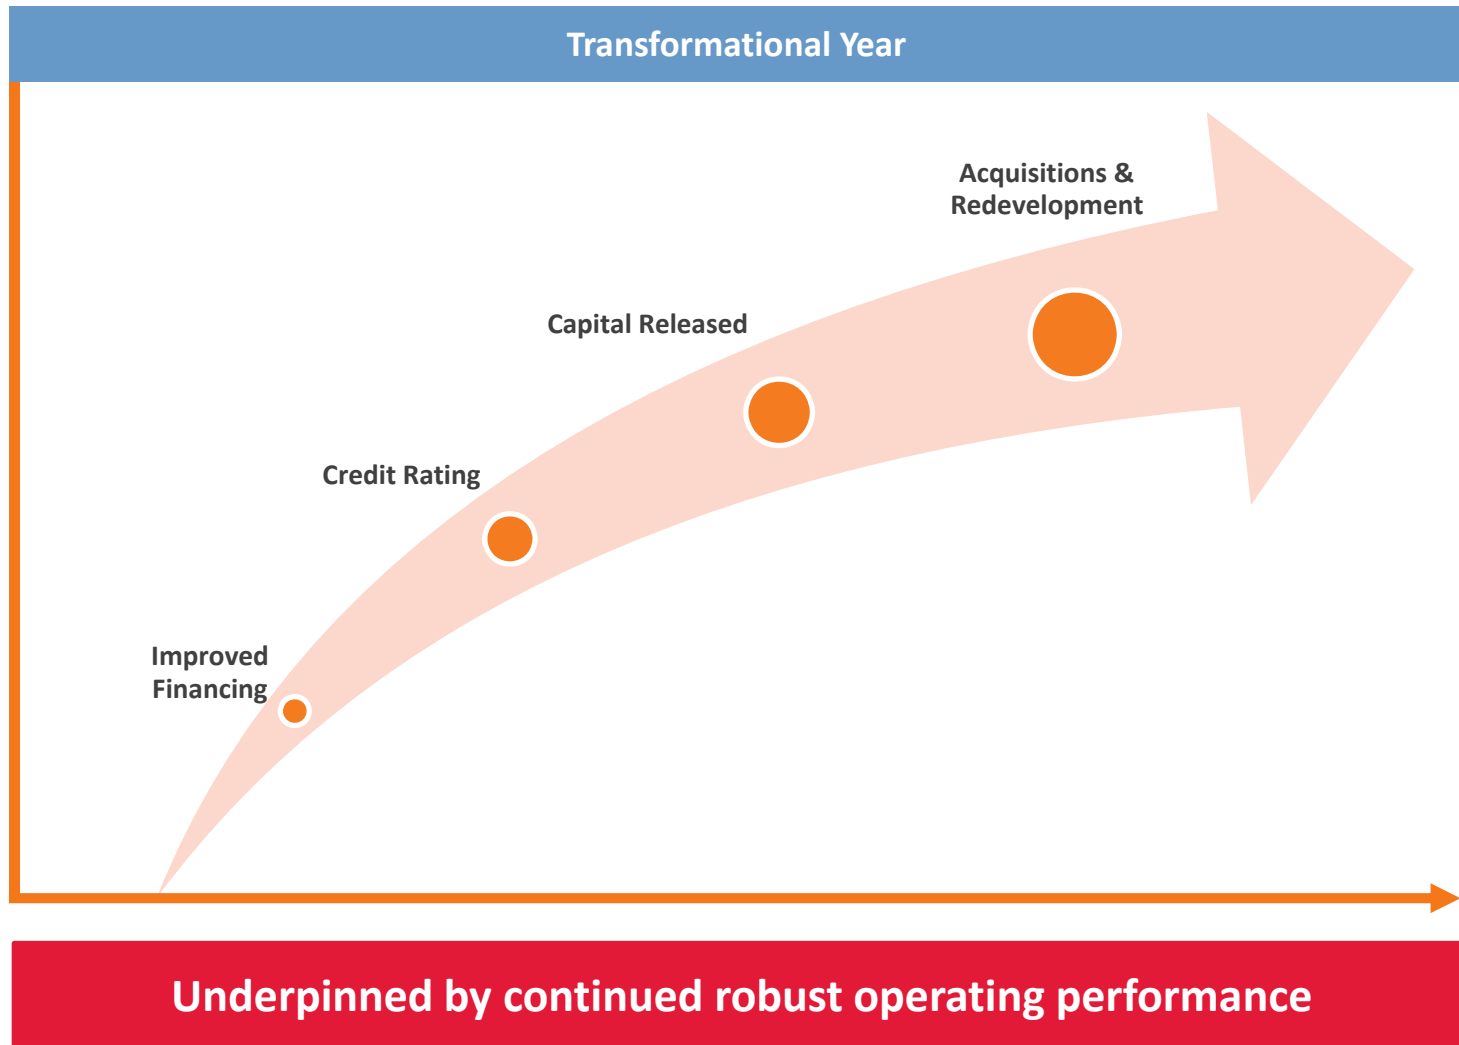 Transformational Year
Acquisitions &
Redevelopment
Capital Released
Credit Rating
Improved
Financing
Underpinned by continued robust operating performance